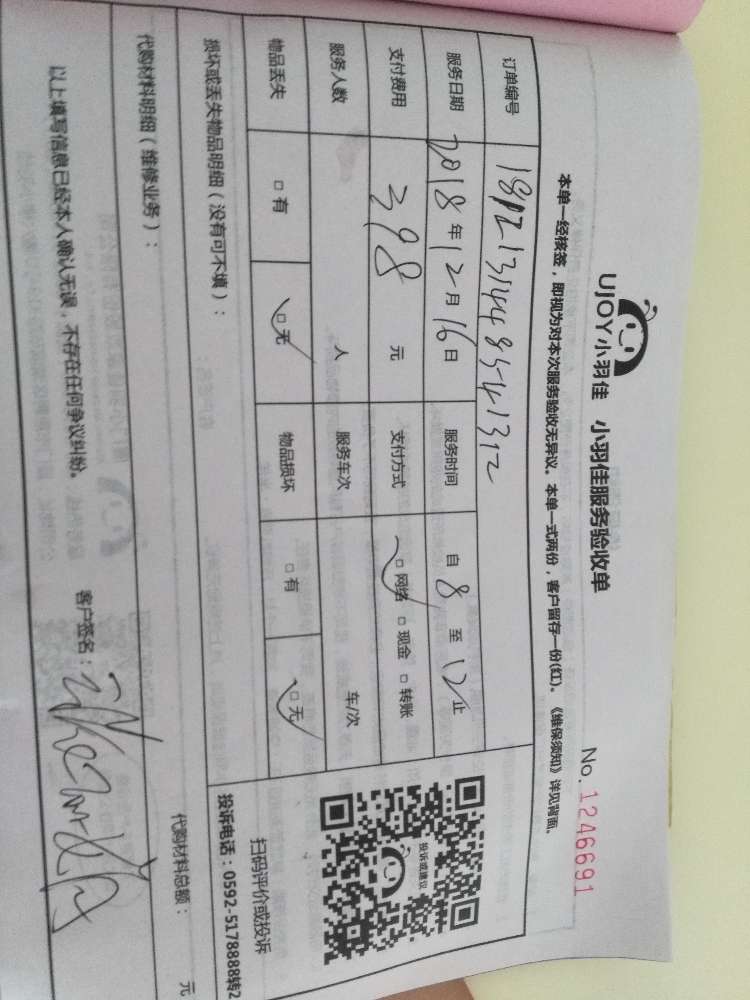 UJOY小羽佳 小羽佳服务验收单
No.1246691
本单一经核签，即视为对本次服务验收无异议。本单一式两份，客户留存一份(红)。《维保须知》详见背面。
订单编号
服务日期 2018年12月16日 服务时间 自8至12止
支付费用 398 元 支付方式 □网络 □现金 □转账
服务人数 人 服务车次 车/次
物品丢失 □有 □无 物品损坏 □有 □无
投诉或建议
扫码评价或投诉
投诉电话：0592-5178888转2
损坏或丢失物品明细（没有可不填）：
代购材料明细（维修业务）： 代购材料总额： 元
以上填写信息已经本人确认无误，不存在任何争议纠纷。 客户签名：